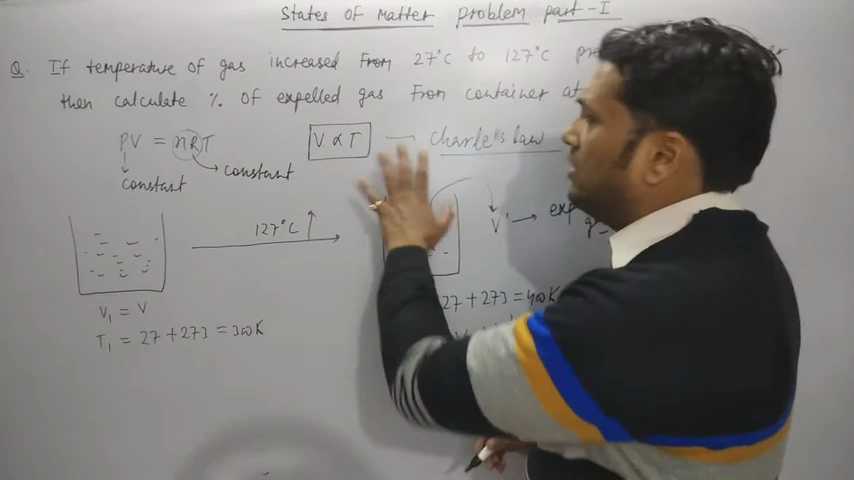 States of Matter Problem part-I
Q. If temperature of gas increased From 27°C to 127°C
then calculate % of expelled gas From container at
PV = nRT
constant
constant
V ∝ T — Charle's law
127°C
V' → exp
V₁ = V
T₁ = 27 + 273 = 300K
27 + 273 = 400K